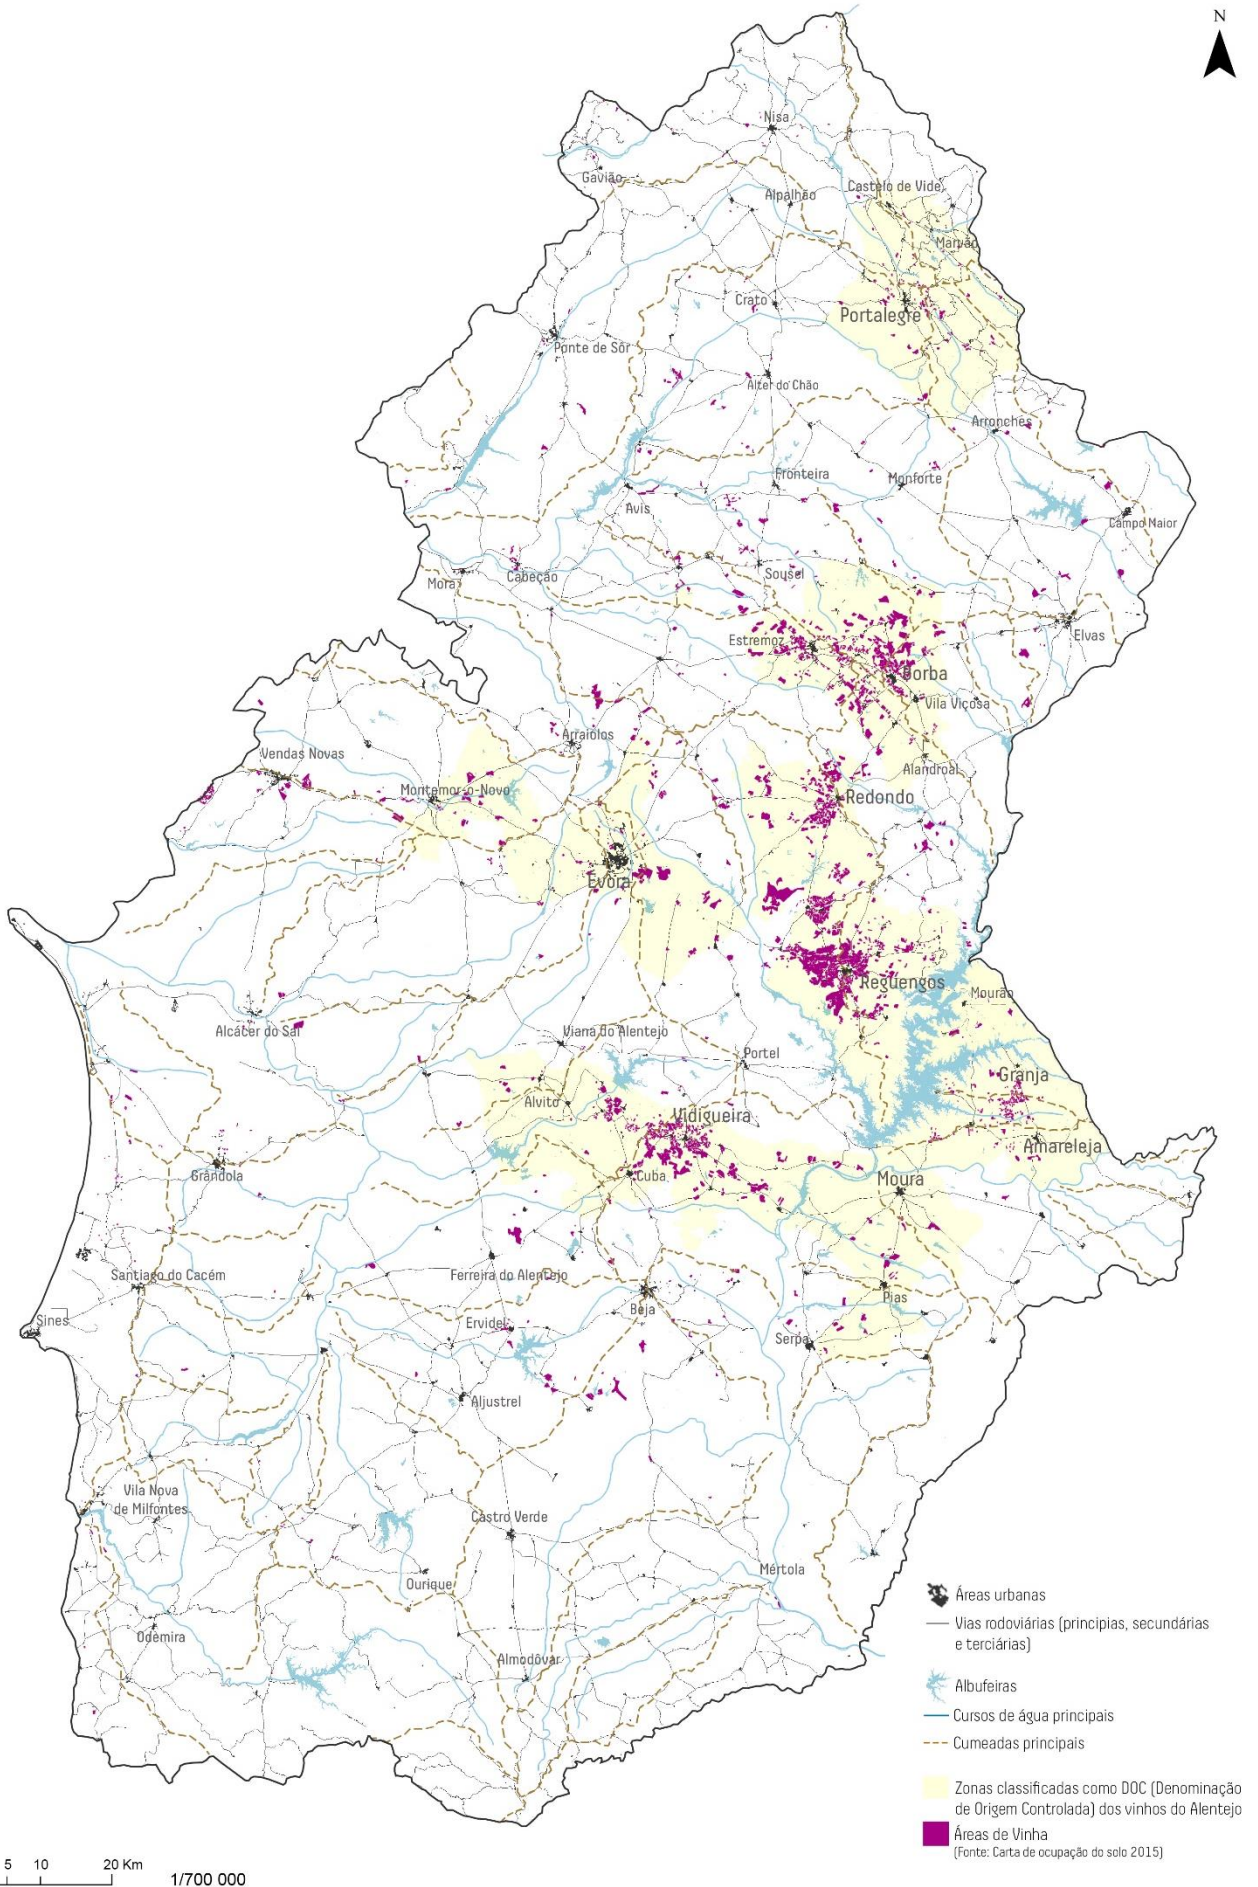 N
Nisa
Gavião
Castelo de Vide
Alpalhão
Marvão
Crato
Portalegre
Ponte de Sôr
Alter do Chão
Arronches
Fronteira
Monforte
Avis
Campo Maior
Sousel
Cabeção
Mora
Estremoz
Elvas
Borba
Vila Viçosa
Arraiolos
Vendas Novas
Alandroal
Montemor-o-Novo
Redondo
Évora
Reguengos
Mourão
Alcácer do Sal
Viana do Alentejo
Portel
Granja
Alvito
Vidigueira
Amareleja
Grândola
Cuba
Moura
Santiago do Cacém
Ferreira do Alentejo
Pias
Beja
Sines
Ervidel
Serpa
Aljustrel
Vila Nova
de Milfontes
Castro Verde
Mértola
Ourique
Odemira
Almodôvar
Áreas urbanas
Vias rodoviárias (principias, secundárias
e terciárias)
Albufeiras
Cursos de água principais
Cumeadas principais
Zonas classificadas como DOC (Denominação
de Origem Controlada) dos vinhos do Alentejo
Áreas de Vinha
(Fonte: Carta de ocupação do solo 2015)
5 10 20 Km
1/700 000